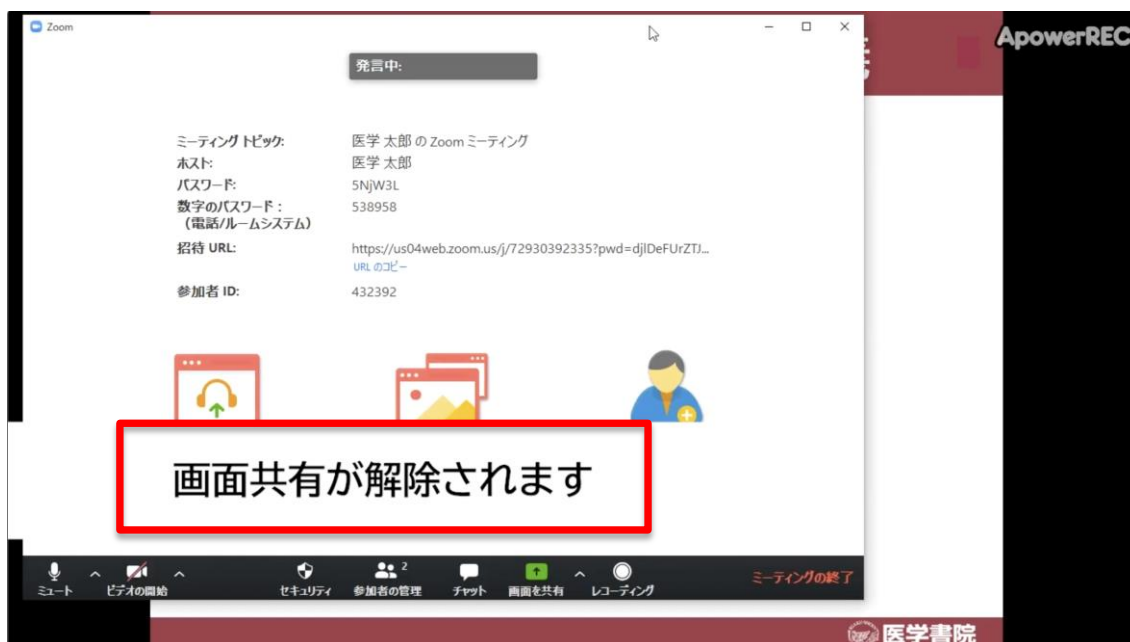 Zoom
ApowerREC
発言中:
ミーティング トピック: 医学 太郎 の Zoom ミーティング
ホスト: 医学 太郎
パスワード: 5NjW3L
数字のパスワード: 538958
(電話/ルームシステム)
招待 URL: https://us04web.zoom.us/j/72930392335?pwd=djlDeFUrZTJ...
URL のコピー
参加者 ID: 432392
画面共有が解除されます
ミュート ビデオの開始 セキュリティ 参加者の管理 2 チャット 画面を共有 レコーディング ミーティングの終了
医学書院